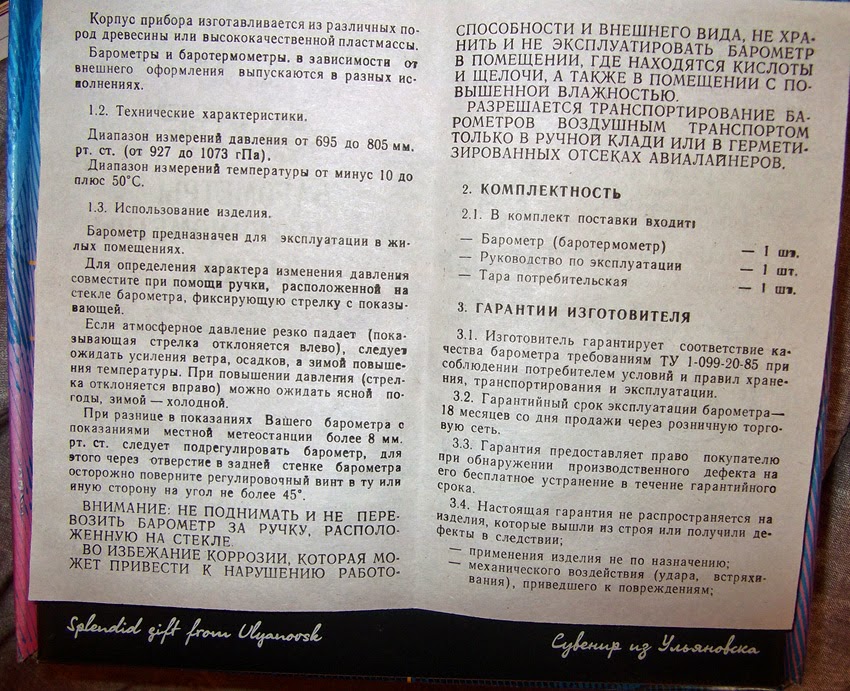 Корпус прибора изготавливается из различных по-
род древесины или высококачественной пластмассы.
Барометры и баротермометры. в зависимости от
внешнего оформления выпускаются в разных ис-
полнениях.
1.2. Технические характеристики.
Диапазон измерений давления от 695 до 805 мм.
рт. ст. (от 927 до 1073 гПа).
Диапазон измерений температуры от минус 10 до
плюс 50°С.
1.3. Использование изделия.
Барометр предназначен для эксплуатации в жи-
лых помещениях.
Для определения характера изменения давления
совместите при помощи ручки, расположенной на
стекле барометра, фиксирующую стрелку с показы-
вающей.
Если атмосферное давление резко падает (пока-
зывающая стрелка отклоняется влево), следует
ожидать усиления ветра, осадков, а зимой повыше-
ния температуры. При повышении давления (стрел-
ка отклоняется вправо) можно ожидать ясной по-
годы, зимой — холодной.
При разнице в показаниях Вашего барометра с
показаниями местной метеостанции более 8 мм.
рт. ст. следует подрегулировать барометр, для
этого через отверстие в задней стенке барометра
осторожно поверните регулировочный винт в ту или
иную сторону на угол не более 45°.
ВНИМАНИЕ: НЕ ПОДНИМАТЬ И НЕ ПЕРЕ-
ВОЗИТЬ БАРОМЕТР ЗА РУЧКУ, РАСПОЛО-
ЖЕННУЮ НА СТЕКЛЕ.
ВО ИЗБЕЖАНИЕ КОРРОЗИИ, КОТОРАЯ МО-
ЖЕТ ПРИВЕСТИ К НАРУШЕНИЮ РАБОТО-
СПОСОБНОСТИ И ВНЕШНЕГО ВИДА, НЕ ХРА-
НИТЬ И НЕ ЭКСПЛУАТИРОВАТЬ БАРОМЕТР
В ПОМЕЩЕНИИ, ГДЕ НАХОДЯТСЯ КИСЛОТЫ
И ЩЕЛОЧИ, А ТАКЖЕ В ПОМЕЩЕНИИ С ПО-
ВЫШЕННОЙ ВЛАЖНОСТЬЮ.
РАЗРЕШАЕТСЯ ТРАНСПОРТИРОВАНИЕ БА-
РОМЕТРОВ ВОЗДУШНЫМ ТРАНСПОРТОМ
ТОЛЬКО В РУЧНОЙ КЛАДИ ИЛИ В ГЕРМЕТИ-
ЗИРОВАННЫХ ОТСЕКАХ АВИАЛАЙНЕРОВ.
2. КОМПЛЕКТНОСТЬ
2.1. В комплект поставки входит:
— Барометр (баротермометр) — 1 шт.
— Руководство по эксплуатации — 1 шт.
— Тара потребительская — 1 шт.
3. ГАРАНТИИ ИЗГОТОВИТЕЛЯ
3.1. Изготовитель гарантирует соответствие ка-
чества барометра требованиям ТУ 1-099-20-85 при
соблюдении потребителем условий и правил хране-
ния, транспортирования и эксплуатации.
3.2. Гарантийный срок эксплуатации барометра—
18 месяцев со дня продажи через розничную торго-
вую сеть.
3.3. Гарантия предоставляет право покупателю
при обнаружении производственного дефекта на
его бесплатное устранение в течение гарантийного
срока.
3.4. Настоящая гарантия не распространяется на
изделия, которые вышли из строя или получили де-
фекты в следствии;
— применения изделия не по назначению;
— механического воздействия (удара, встряхи-
вания), приведшего к повреждениям;
Splendid gift from Ulyanovsk
Сувенир из Ульяновска